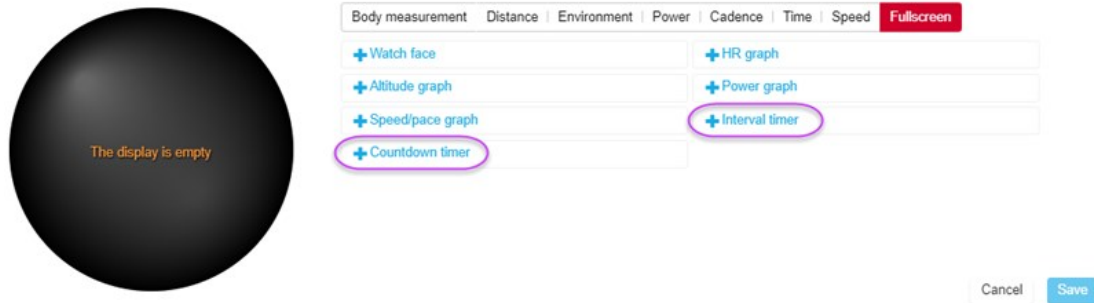 Body measurement Distance Environment Power Cadence Time Speed Fullscreen
Watch face HR graph
Altitude graph Power graph
Speed/pace graph Interval timer
The display is empty
Countdown timer
Cancel Save